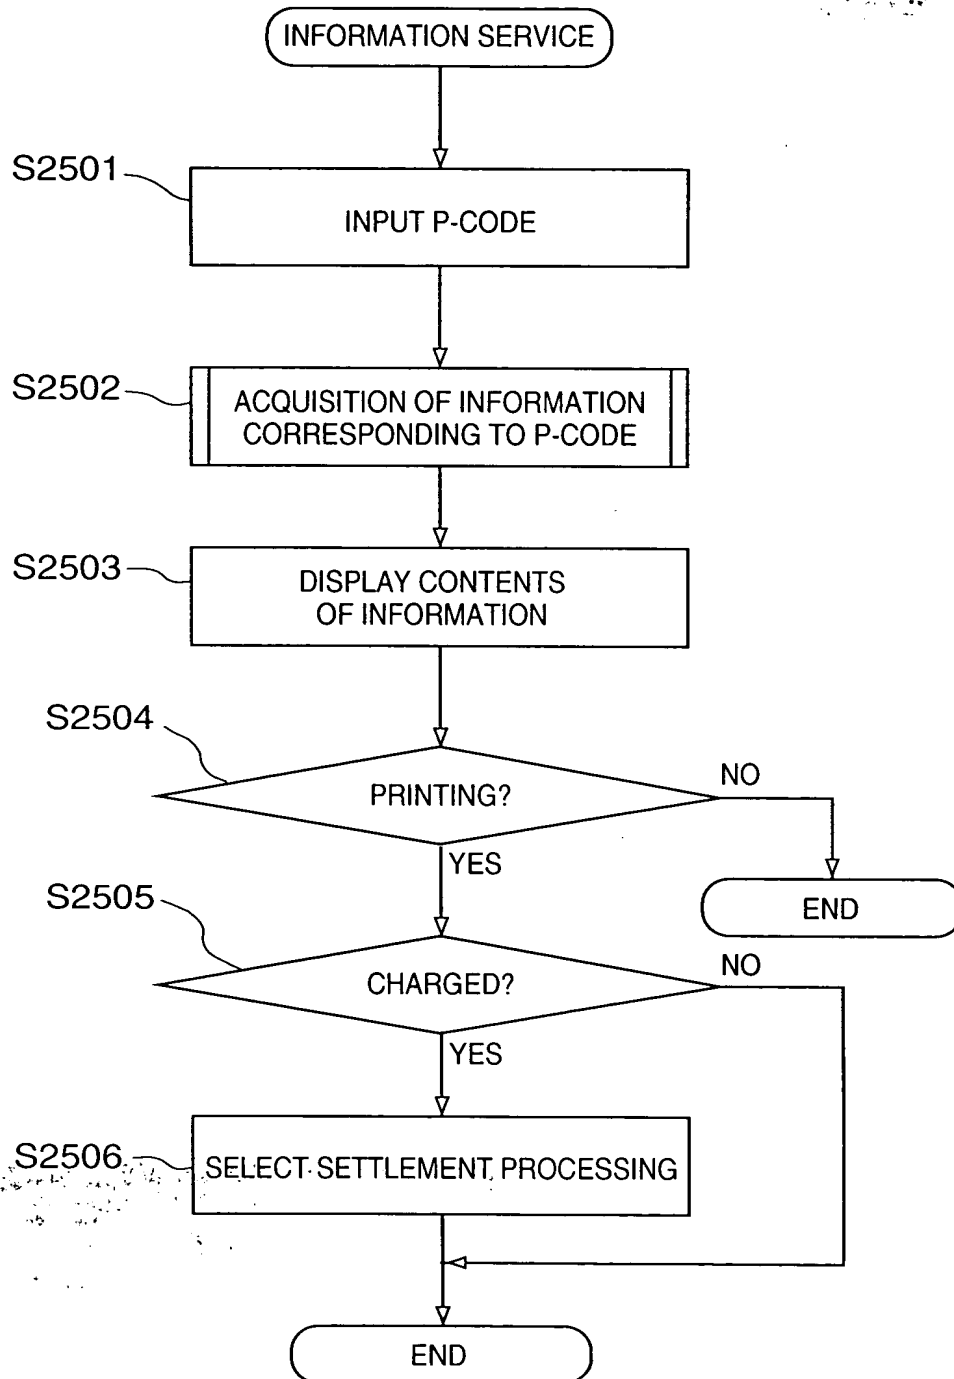 INFORMATION SERVICE
S2501
INPUT P-CODE
S2502
ACQUISITION OF INFORMATION
CORRESPONDING TO P-CODE
S2503
DISPLAY CONTENTS
OF INFORMATION
S2504
PRINTING?
NO
YES
END
S2505
CHARGED?
NO
YES
S2506
SELECT SETTLEMENT PROCESSING
END